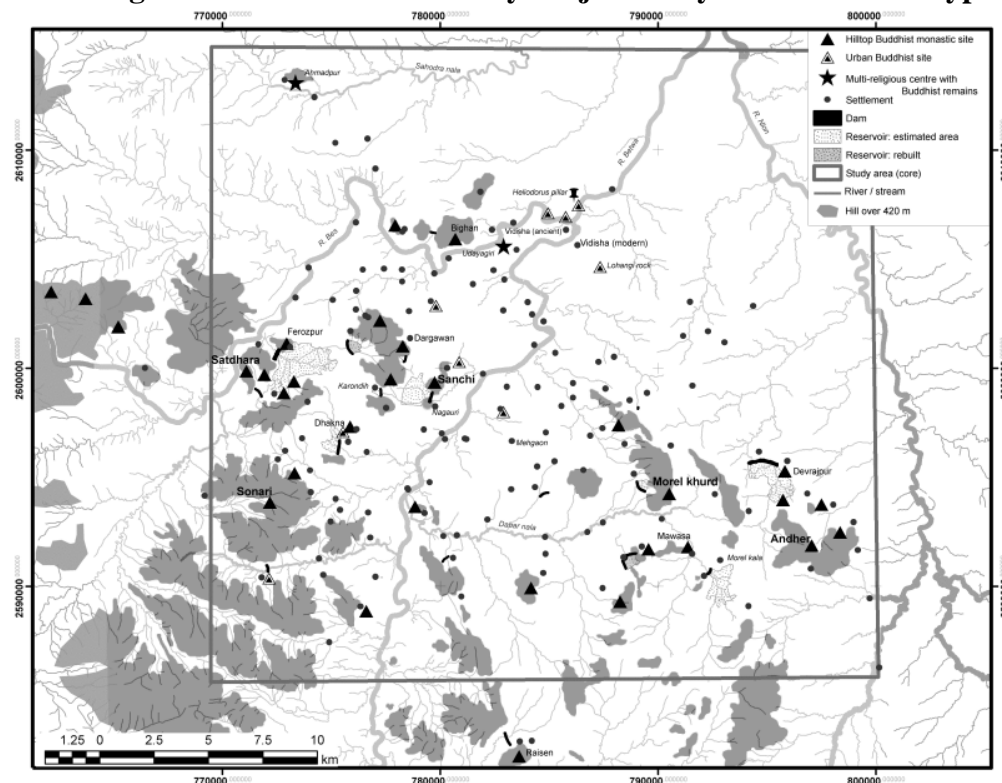 770000
780000
790000
800000
Hilltop Buddhist monastic site
Urban Buddhist site
Multi-religious centre with
Buddhist remains
Settlement
Dam
Reservoir: estimated area
Reservoir: rebuilt
Study area (core)
River / stream
Hill over 420 m
Ahmadpur
Sahodra nala
R. Betwa
R. Non
2610000
Heliodorus pillar
R. Bes
Bighan
Vidisha (ancient)
Udayagiri
Vidisha (modern)
Lohangi rock
Ferozpur
Dargawan
Satdhara
2600000
Sanchi
Karondih
Nagauri
Dhakna
Mehgaon
Devrajpur
Sonari
Morel khurd
Dabar nala
Mawasa
Andher
Morel kala
2590000
Raisen
1.25 0 2.5 5 7.5 10
km
770000
780000
790000
800000